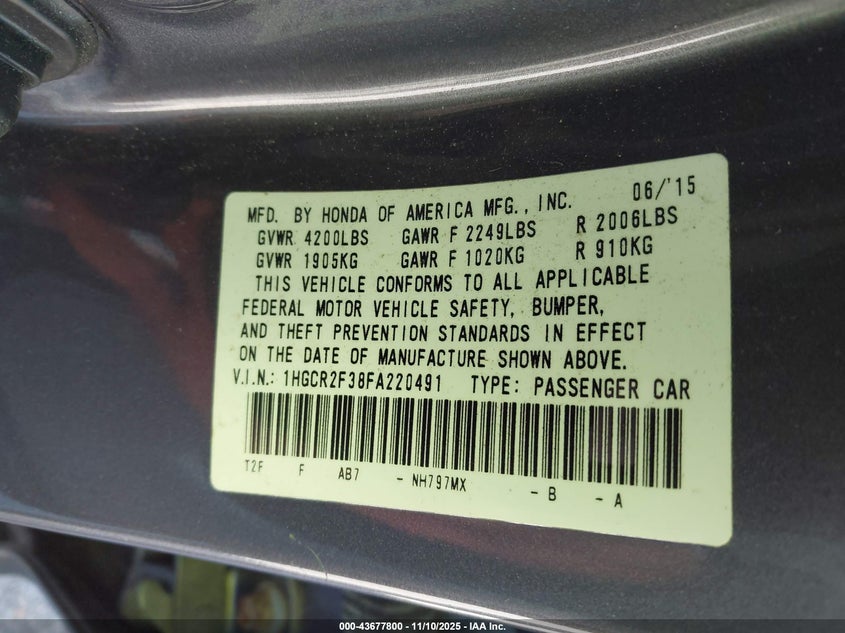 MFD. BY HONDA OF AMERICA MFG., INC. 06/'15
GVWR 4200LBS GAWR F 2249LBS R 2006LBS
GVWR 1905KG GAWR F 1020KG R 910KG
THIS VEHICLE CONFORMS TO ALL APPLICABLE
FEDERAL MOTOR VEHICLE SAFETY, BUMPER,
AND THEFT PREVENTION STANDARDS IN EFFECT
ON THE DATE OF MANUFACTURE SHOWN ABOVE.
V.I.N.: 1HGCR2F38FA220491 TYPE: PASSENGER CAR
T2F F AB7 - NH797MX - B - A
000-43677800 - 11/10/2025 - IAA Inc.